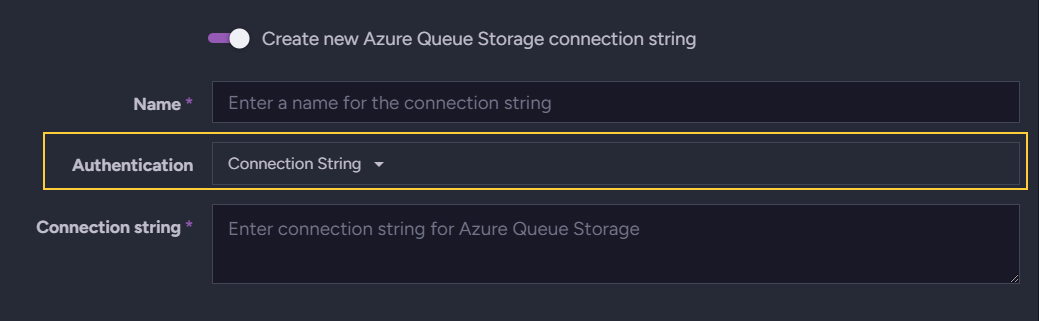 Create new Azure Queue Storage connection string
Name * Enter a name for the connection string
Authentication Connection String
Connection string * Enter connection string for Azure Queue Storage